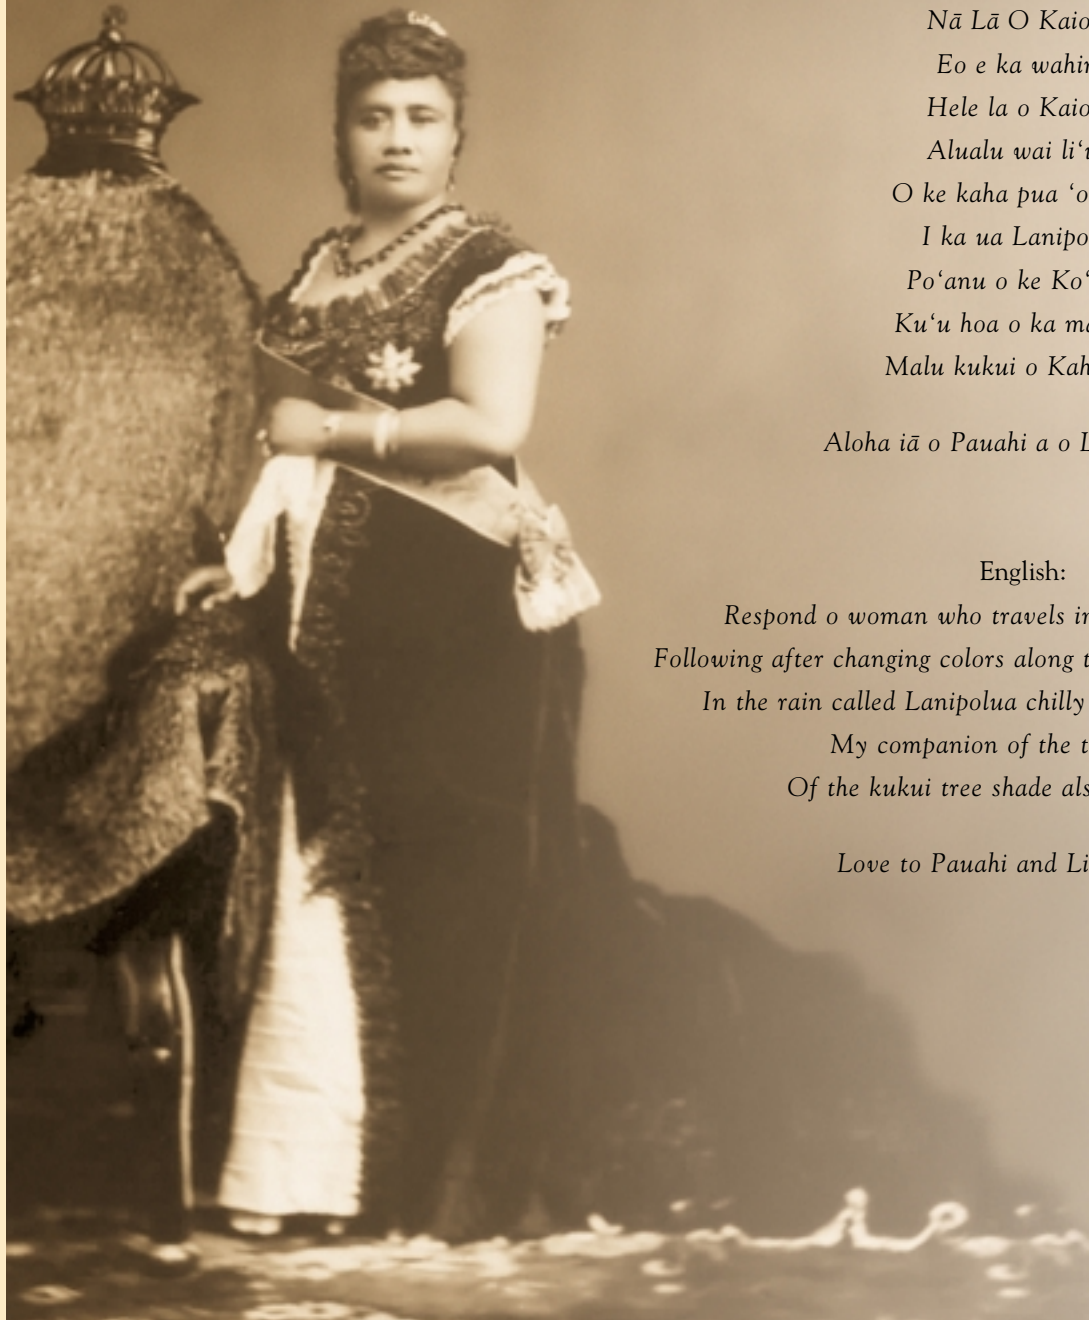 Nā Lā O Kaio
Eo e ka wahin
Hele la o Kaio
Alualu wai li‘u
O ke kaha pua ‘o
I ka ua Lanipo
Po‘anu o ke Ko‘
Ku‘u hoa o ka ma
Malu kukui o Kah
Aloha iā o Pauahi a o L
English:
Respond o woman who travels in
Following after changing colors along t
In the rain called Lanipolua chilly
My companion of the t
Of the kukui tree shade als
Love to Pauahi and Li